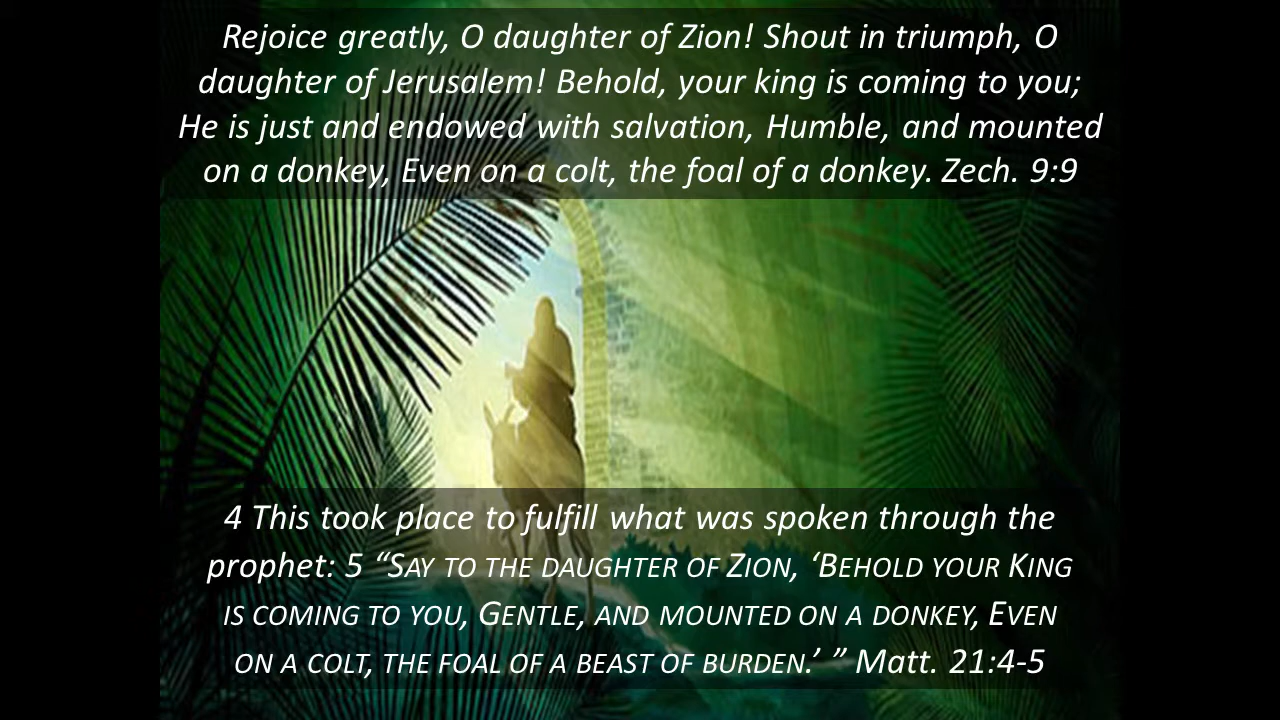 Rejoice greatly, O daughter of Zion! Shout in triumph, O
daughter of Jerusalem! Behold, your king is coming to you;
He is just and endowed with salvation, Humble, and mounted
on a donkey, Even on a colt, the foal of a donkey. Zech. 9:9
4 This took place to fulfill what was spoken through the
prophet: 5 “SAY TO THE DAUGHTER OF ZION, ‘BEHOLD YOUR KING
IS COMING TO YOU, GENTLE, AND MOUNTED ON A DONKEY, EVEN
ON A COLT, THE FOAL OF A BEAST OF BURDEN.’ ” Matt. 21:4-5